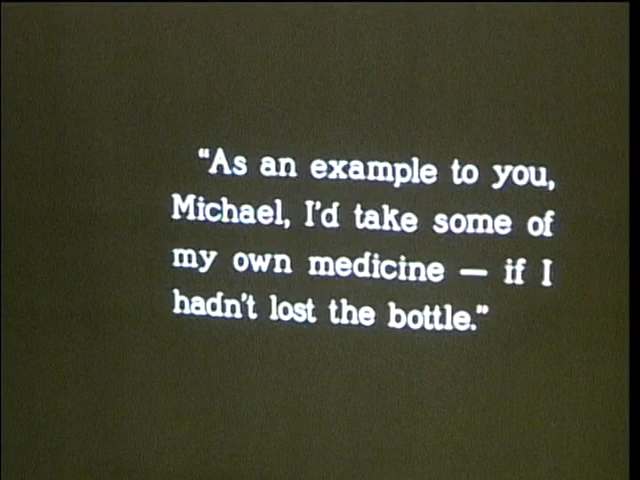 “As an example to you,
Michael, I'd take some of
my own medicine — if I
hadn't lost the bottle.”